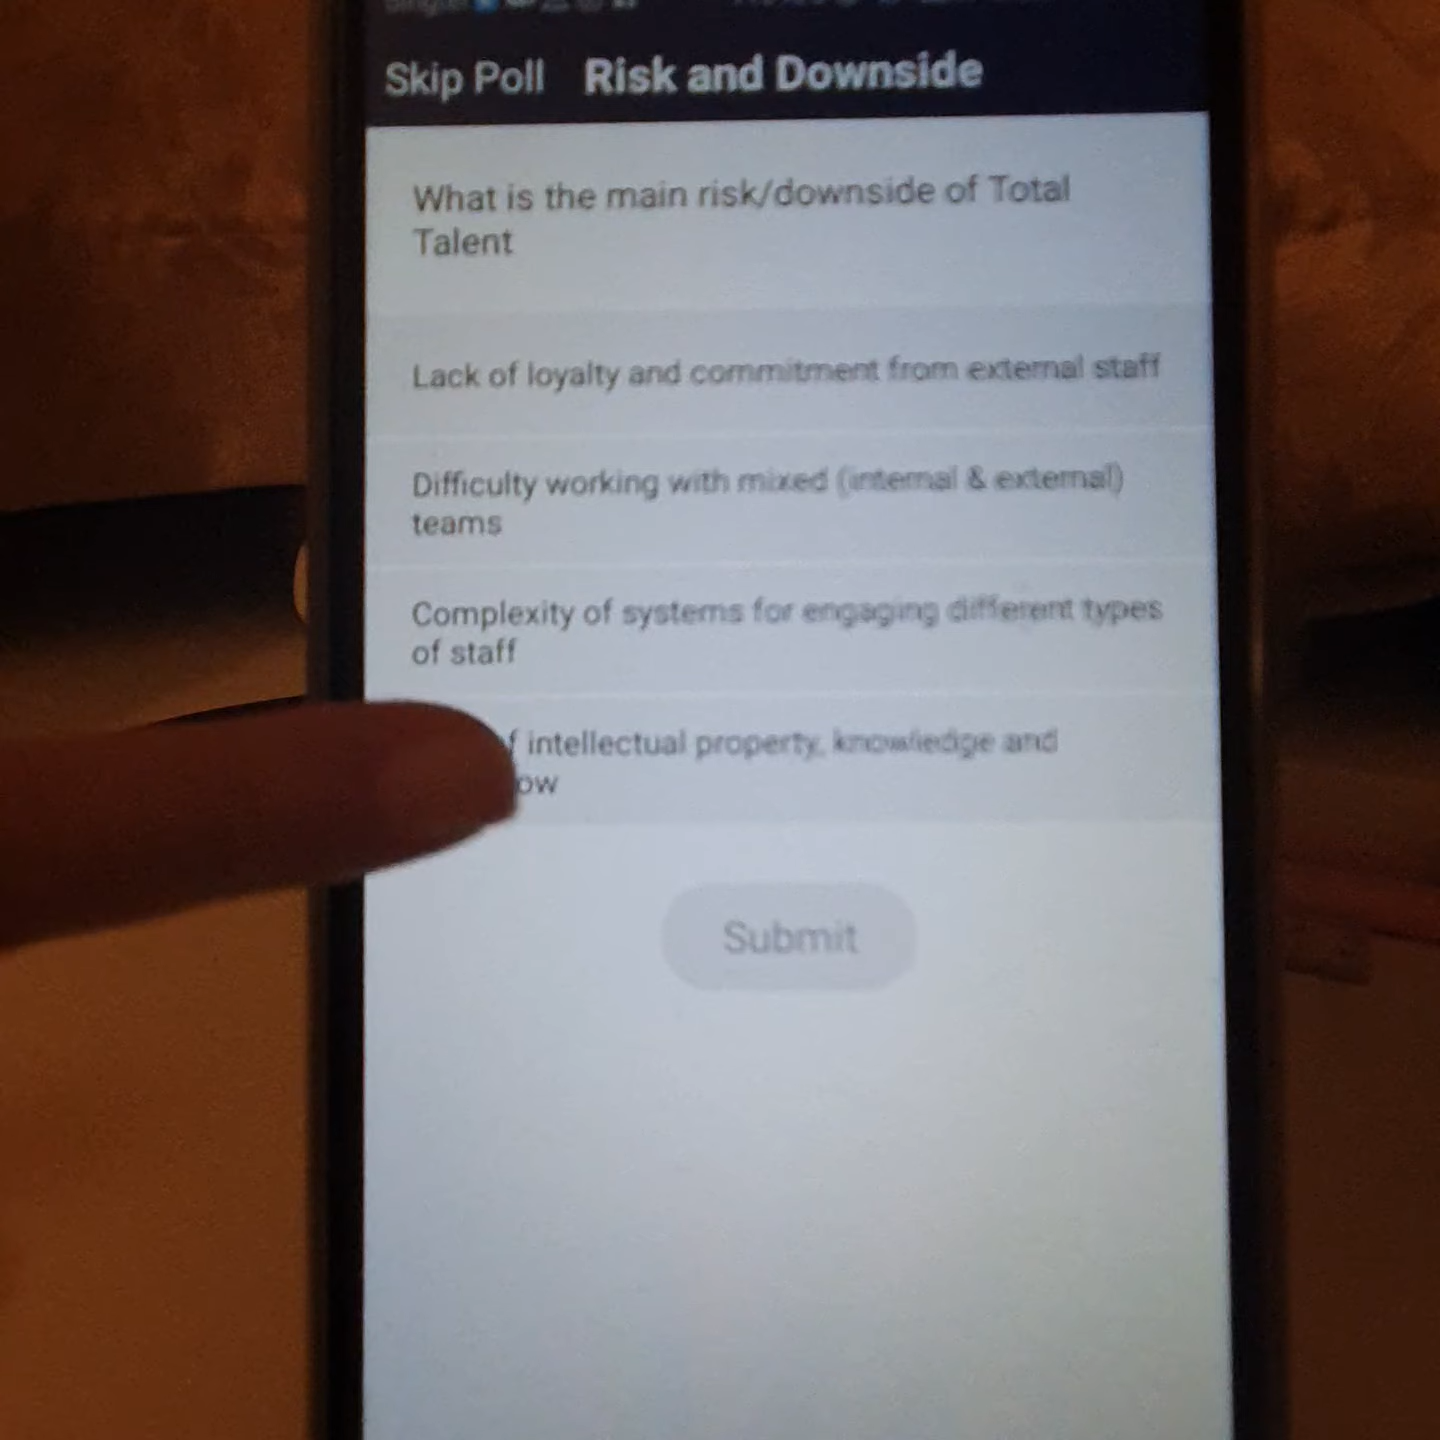 Skip Poll Risk and Downside
What is the main risk/downside of Total
Talent
Lack of loyalty and commitment from external staff
Difficulty working with mixed (internal & external)
teams
Complexity of systems for engaging different types
of staff
f intellectual property, knowledge and
ow
Submit